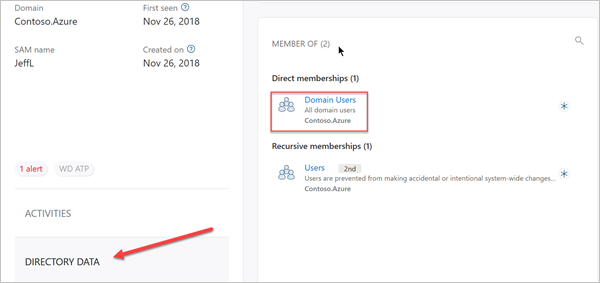 Domain
First seen
Contoso.Azure
Nov 26, 2018
SAM name
Created on
JeffL
Nov 26, 2018
1 alert
WD ATP
ACTIVITIES
DIRECTORY DATA
MEMBER OF (2)
Direct memberships (1)
Domain Users
All domain users
Contoso.Azure
Recursive memberships (1)
Users 2nd
Users are prevented from making accidental or intentional system-wide changes...
Contoso.Azure